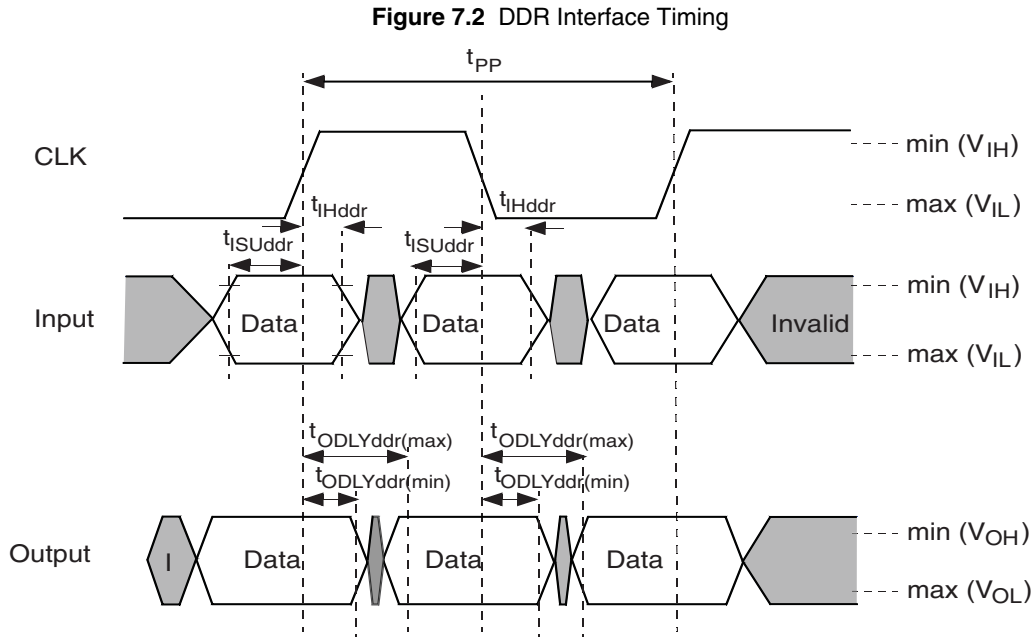 Figure 7.2 DDR Interface Timing
tPP
CLK
min (VIH)
max (VIL)
tIHddr
tIHddr
tISUddr
tISUddr
Input
Data
Data
Data
Invalid
min (VIH)
max (VIL)
tODLYddr(max)
tODLYddr(max)
tODLYddr(min)
tODLYddr(min)
Output
I
Data
Data
Data
min (VOH)
max (VOL)